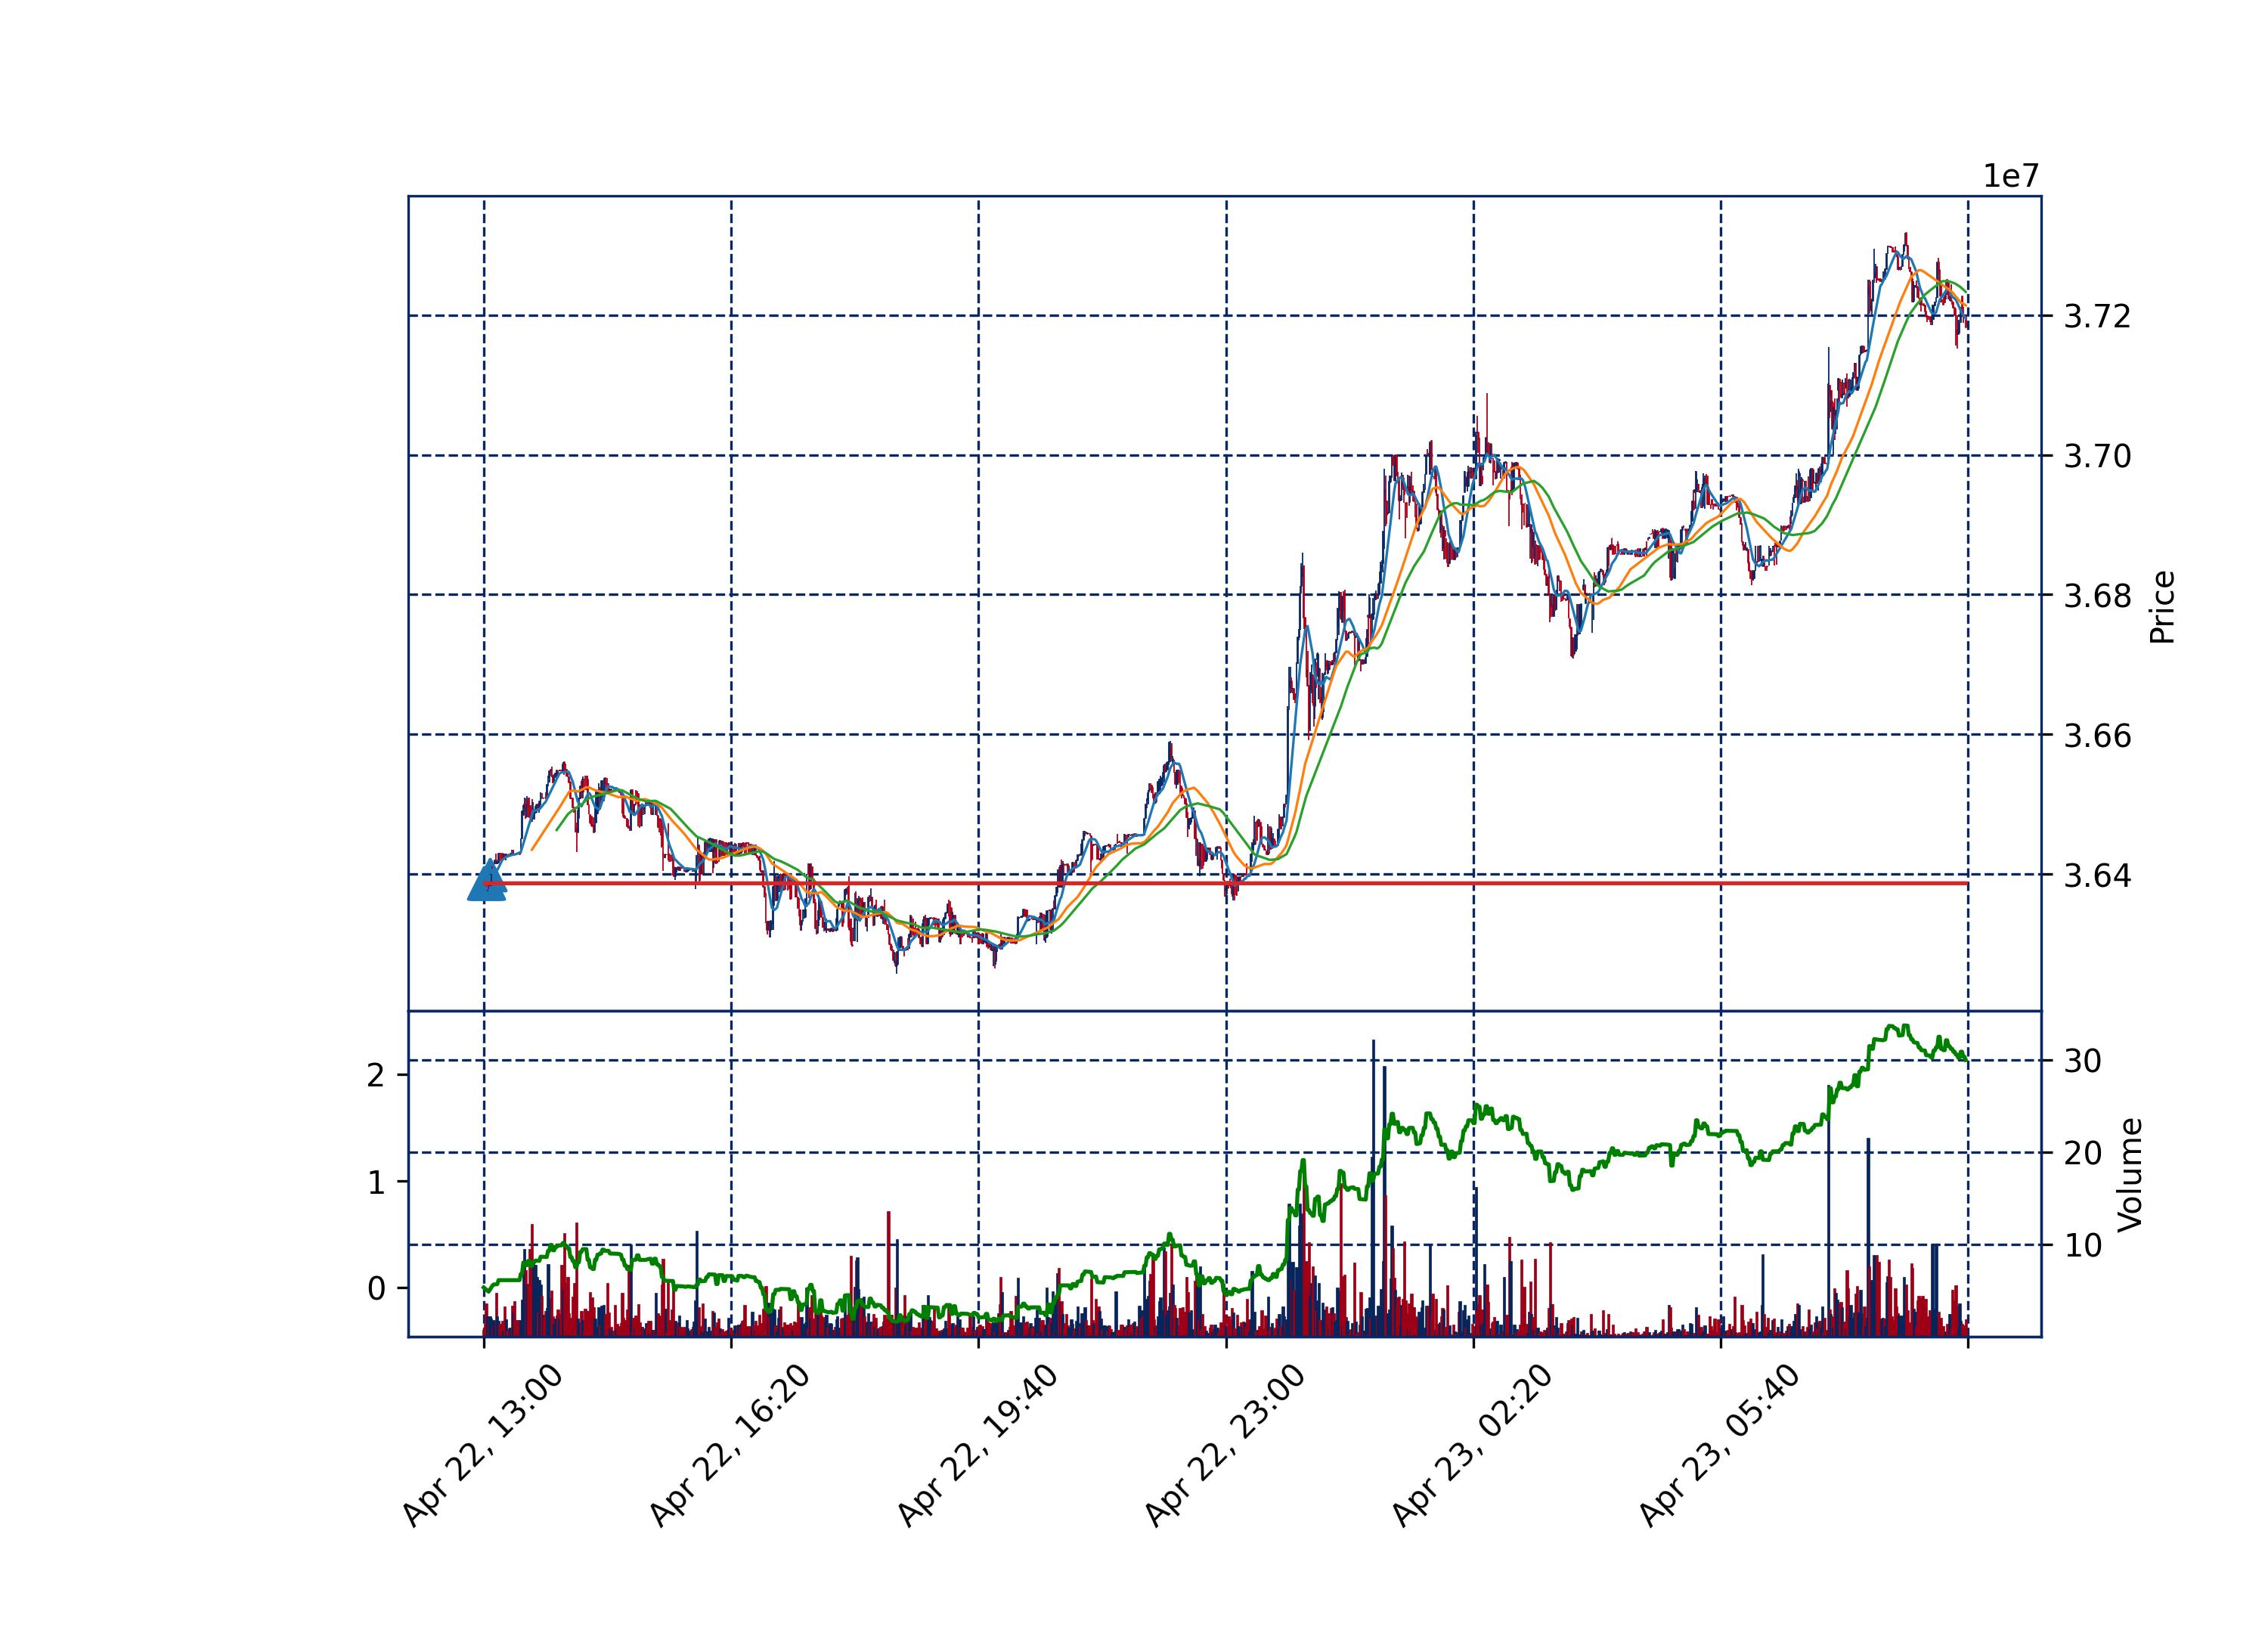 1e7
3.72
3.70
3.68
3.66
3.64
Price
2
1
0
30
20
10
Volume
Apr 22, 13:00
Apr 22, 16:20
Apr 22, 19:40
Apr 22, 23:00
Apr 23, 02:20
Apr 23, 05:40